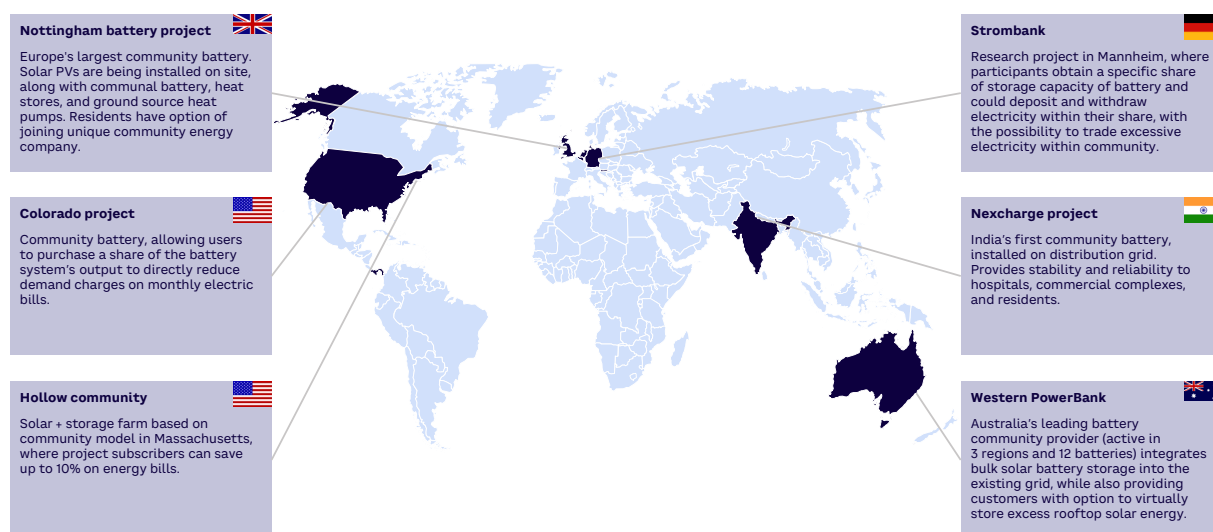 Nottingham battery project
Europe's largest community battery.
Solar PVs are being installed on site,
along with communal battery, heat
stores, and ground source heat
pumps. Residents have option of
joining unique community energy
company.
Colorado project
Community battery, allowing users
to purchase a share of the battery
system's output to directly reduce
demand charges on monthly electric
bills.
Hollow community
Solar + storage farm based on
community model in Massachusetts,
where project subscribers can save
up to 10% on energy bills.
Strombank
Research project in Mannheim, where
participants obtain a specific share
of storage capacity of battery and
could deposit and withdraw
electricity within their share, with
the possibility to trade excessive
electricity within community.
Nexcharge project
India's first community battery,
installed on distribution grid.
Provides stability and reliability to
hospitals, commercial complexes,
and residents.
Western PowerBank
Australia's leading battery
community provider (active in
3 regions and 12 batteries) integrates
bulk solar battery storage into the
existing grid, while also providing
customers with option to virtually
store excess rooftop solar energy.